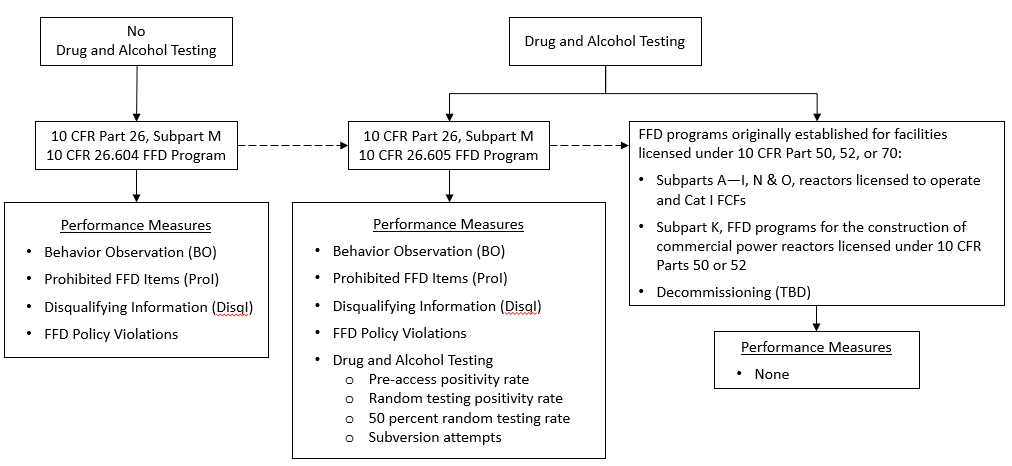 No
Drug and Alcohol Testing
Drug and Alcohol Testing
10 CFR Part 26, Subpart M
10 CFR 26.604 FFD Program
10 CFR Part 26, Subpart M
10 CFR 26.605 FFD Program
FFD programs originally established for facilities
licensed under 10 CFR Part 50, 52, or 70:
• Subparts A—I, N & O, reactors licensed to operate
and Cat I FCFs
• Subpart K, FFD programs for the construction of
commercial power reactors licensed under 10 CFR
Parts 50 or 52
• Decommissioning (TBD)
Performance Measures
• Behavior Observation (BO)
• Prohibited FFD Items (ProI)
• Disqualifying Information (DisqI)
• FFD Policy Violations
Performance Measures
• Behavior Observation (BO)
• Prohibited FFD Items (ProI)
• Disqualifying Information (DisqI)
• FFD Policy Violations
• Drug and Alcohol Testing
o Pre-access positivity rate
o Random testing positivity rate
o 50 percent random testing rate
o Subversion attempts
Performance Measures
• None